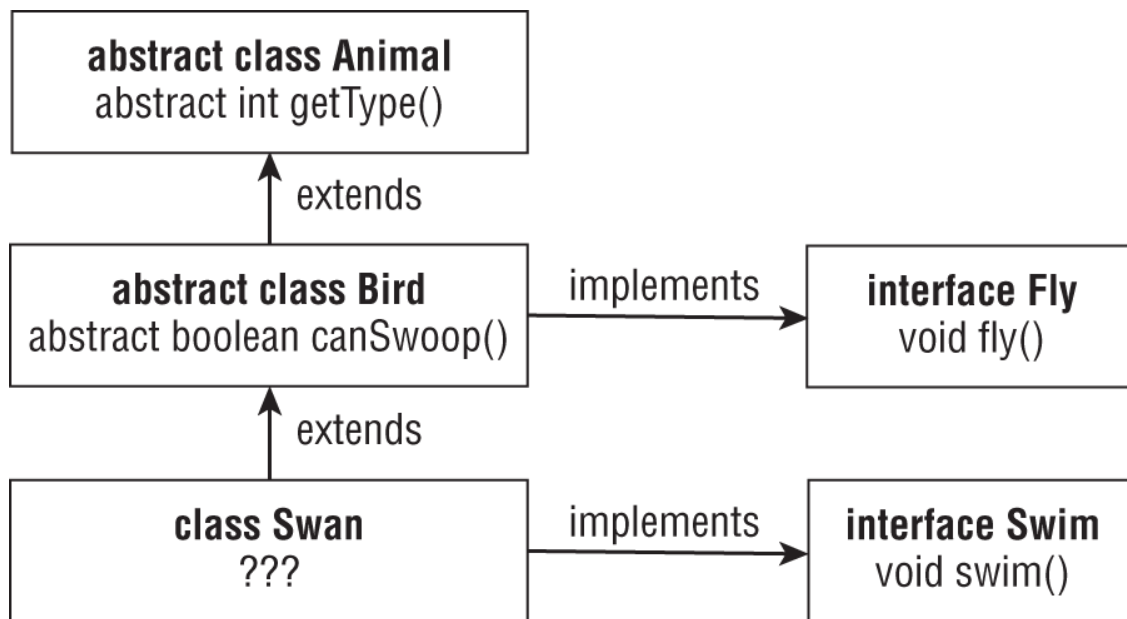 abstract class Animal
abstract int getType()
extends
abstract class Bird
abstract boolean canSwoop()
implements
interface Fly
void fly()
extends
class Swan
???
implements
interface Swim
void swim()